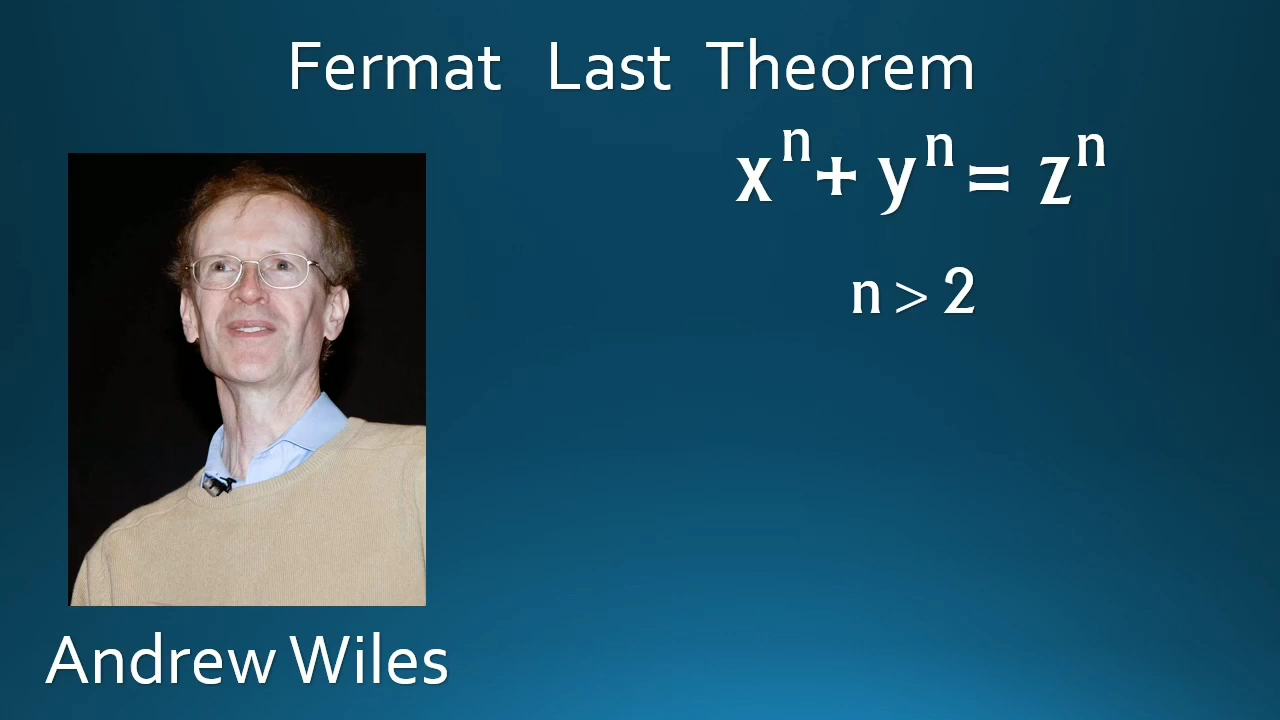 Fermat Last Theorem
xⁿ + yⁿ = zⁿ
n > 2
Andrew Wiles